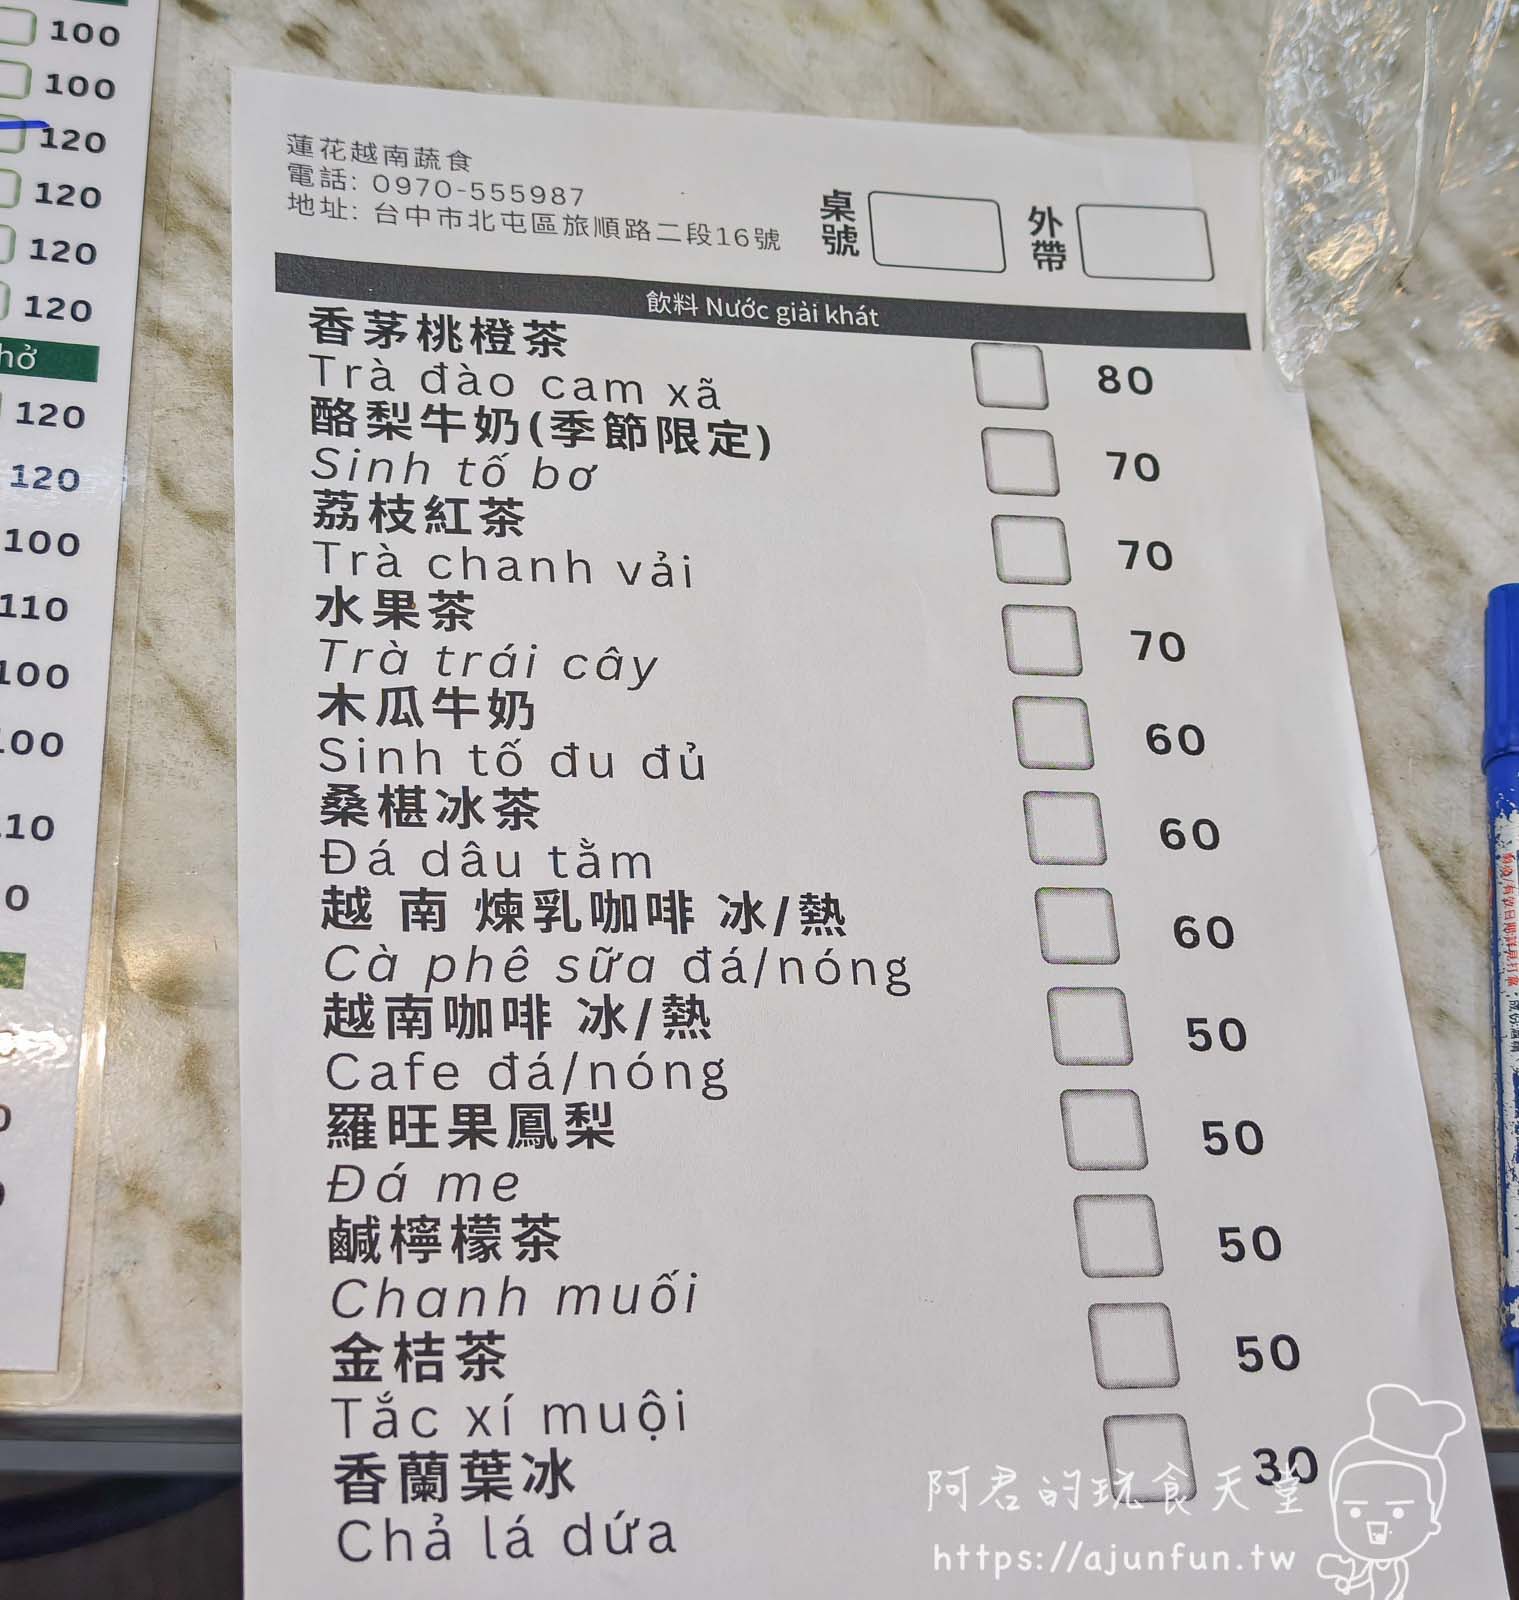 100
100
120
120
120
120
hở
120
120
100
110
100
100
10
0
蓮花越南蔬食
電話: 0970-555987
地址: 台中市北屯區旅順路二段16號
桌號
外帶
飲料 Nước giải khát
香茅桃橙茶
Trà đào cam xã
80
酪梨牛奶(季節限定)
Sinh tố bơ
70
荔枝紅茶
Trà chanh vải
70
水果茶
Trà trái cây
70
木瓜牛奶
Sinh tố đu đủ
60
桑椹冰茶
Đá dâu tằm
60
越 南 煉乳咖啡 冰/熱
Cà phê sữa đá/nóng
60
越南咖啡 冰/熱
Cafe đá/nóng
50
羅旺果鳳梨
Đá me
50
鹹檸檬茶
Chanh muối
50
金桔茶
Tắc xí muội
50
香蘭葉冰
Chả lá dứa
30
阿君的玩食天堂
https://ajunfun.tw